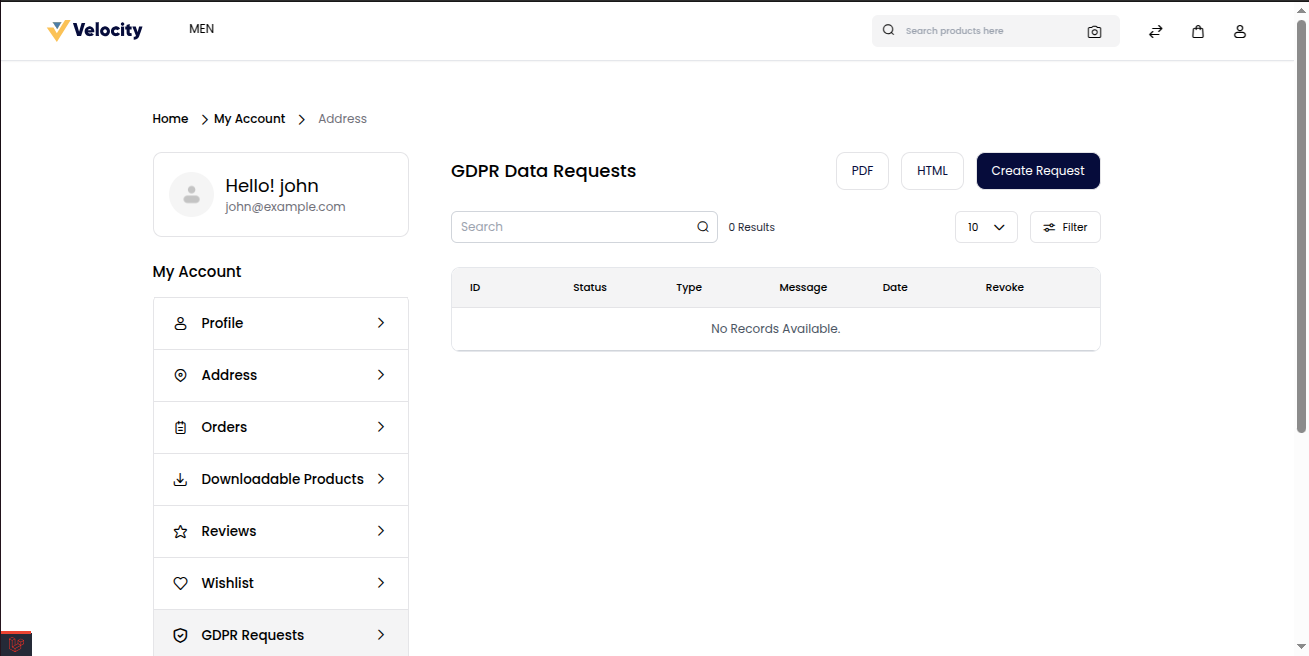 Velocity
MEN
Search products here
Home My Account Address
Hello! john
john@example.com
My Account
Profile
Address
Orders
Downloadable Products
Reviews
Wishlist
GDPR Requests
GDPR Data Requests
PDF HTML Create Request
Search 0 Results 10 Filter
ID Status Type Message Date Revoke
No Records Available.